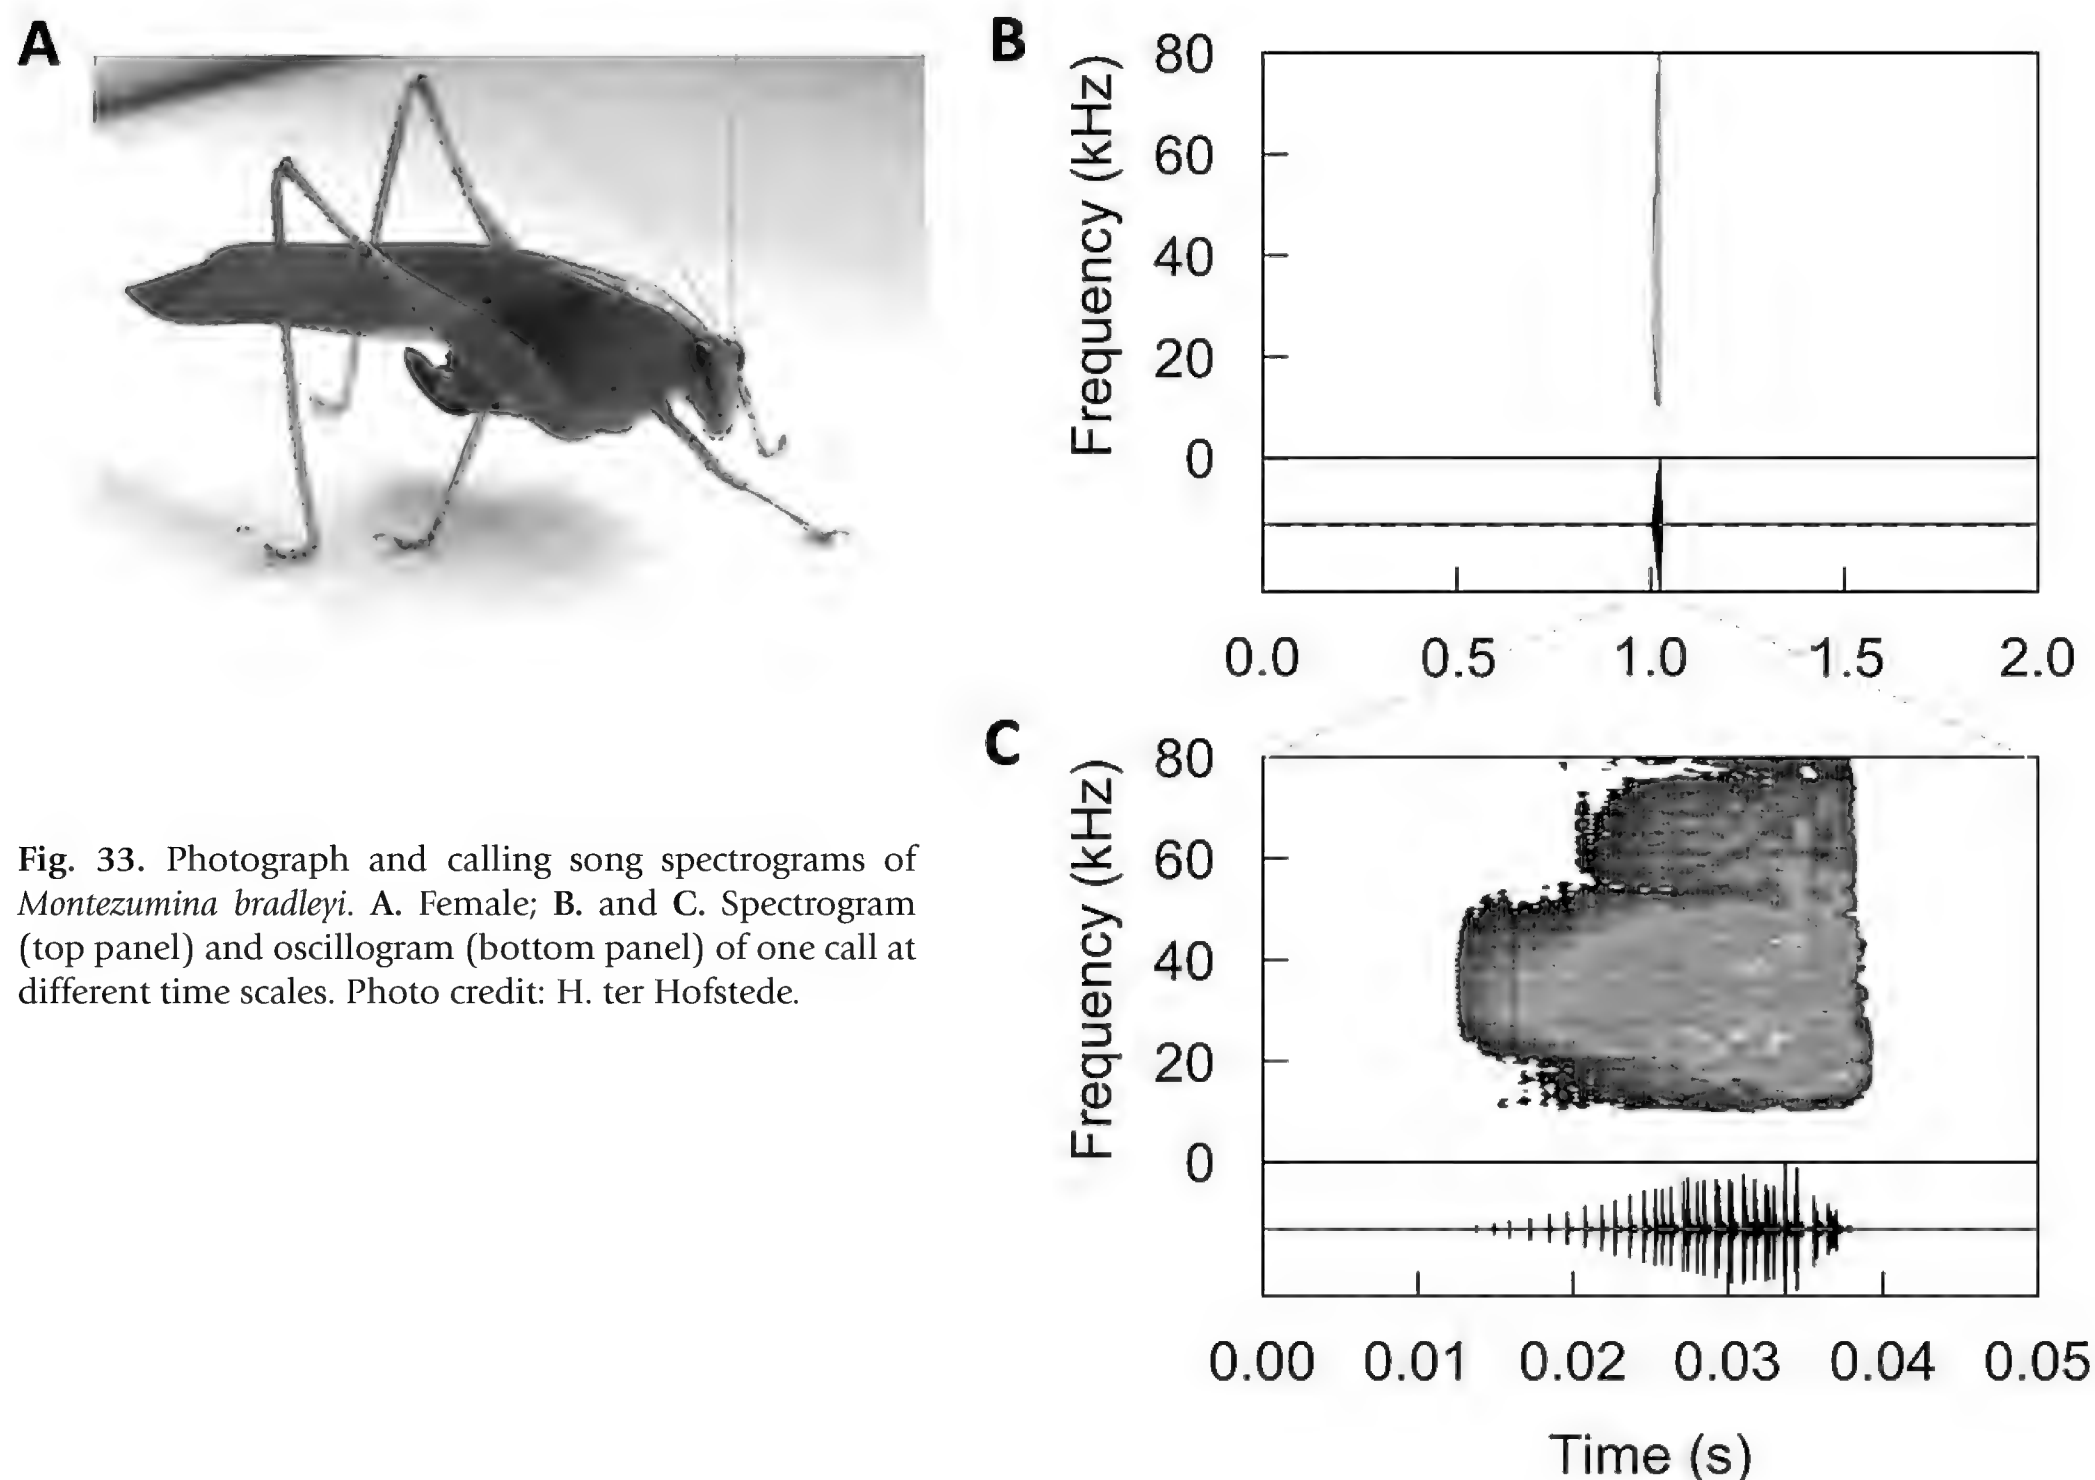 A
B
80
60
40
20
0
Frequency (kHz)
0.0 0.5 1.0 1.5 2.0
C
80
60
40
20
0
Frequency (kHz)
0.00 0.01 0.02 0.03 0.04 0.05
Time (s)
Fig. 33. Photograph and calling song spectrograms of
Montezumina bradleyi. A. Female; B. and C. Spectrogram
(top panel) and oscillogram (bottom panel) of one call at
different time scales. Photo credit: H. ter Hofstede.